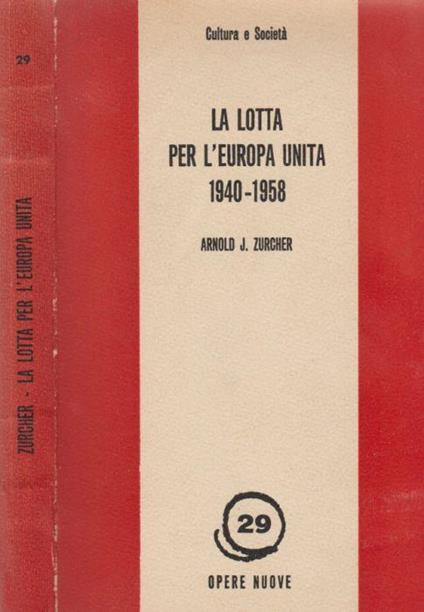 29
ZURCHER - LA LOTTA PER L'EUROPA UNITA
Cultura e Società
LA LOTTA
PER L'EUROPA UNITA
1940-1958
ARNOLD J. ZURCHER
29
OPERE NUOVE